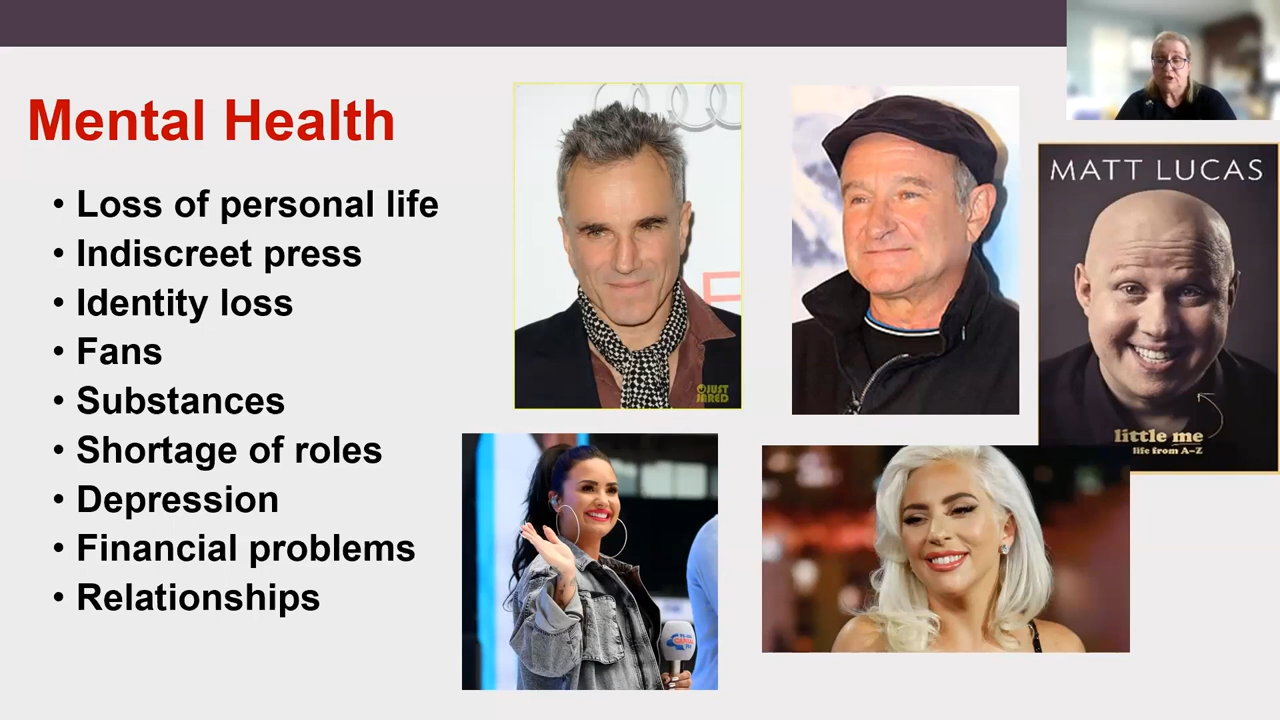 Mental Health
• Loss of personal life
• Indiscreet press
• Identity loss
• Fans
• Substances
• Shortage of roles
• Depression
• Financial problems
• Relationships
JUST
JARED
MATT LUCAS
little me
life from A–Z
CAPITAL